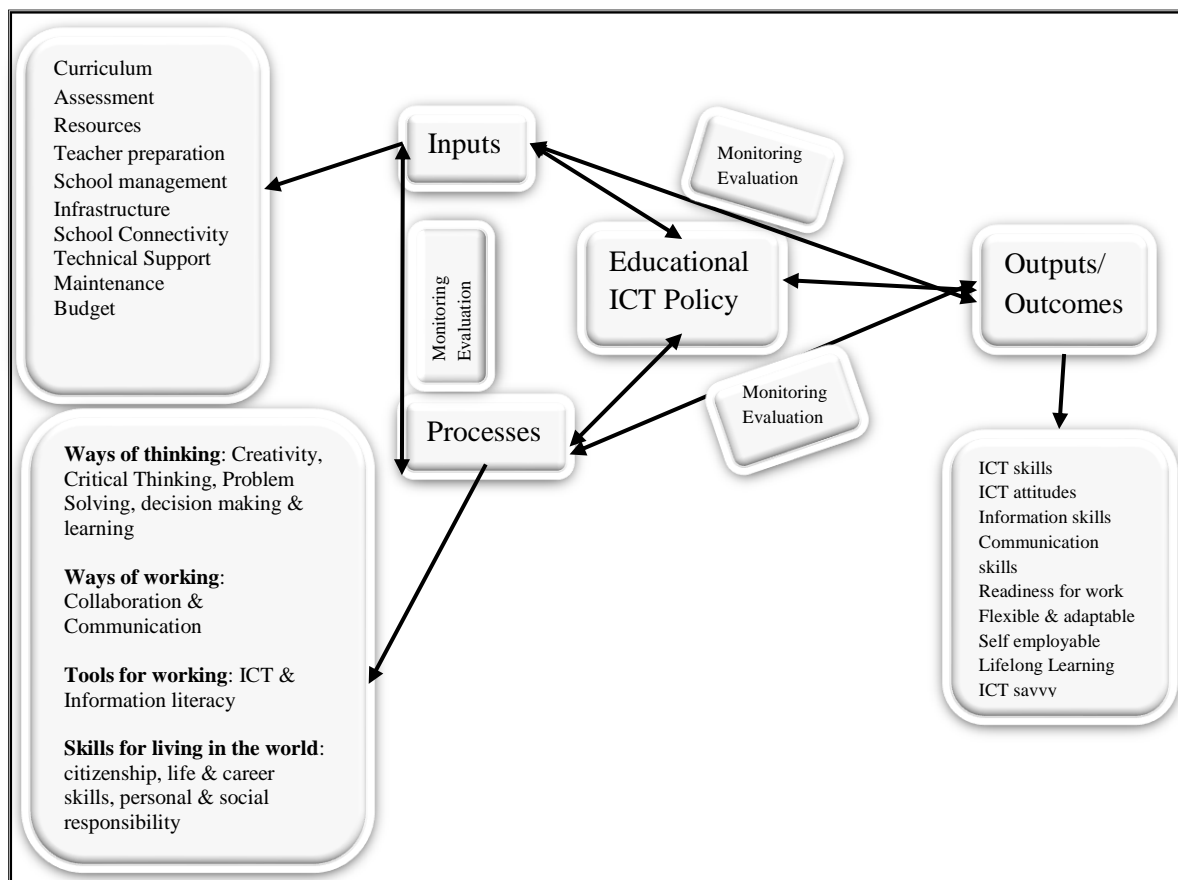 Curriculum
Assessment
Resources
Teacher preparation
School management
Infrastructure
School Connectivity
Technical Support
Maintenance
Budget
Inputs
Monitoring
Evaluation
Monitoring
Evaluation
Educational
ICT Policy
Outputs/
Outcomes
Processes
Monitoring
Evaluation
Ways of thinking: Creativity,
Critical Thinking, Problem
Solving, decision making &
learning
Ways of working:
Collaboration &
Communication
Tools for working: ICT &
Information literacy
Skills for living in the world:
citizenship, life & career
skills, personal & social
responsibility
ICT skills
ICT attitudes
Information skills
Communication
skills
Readiness for work
Flexible & adaptable
Self employable
Lifelong Learning
ICT savvy